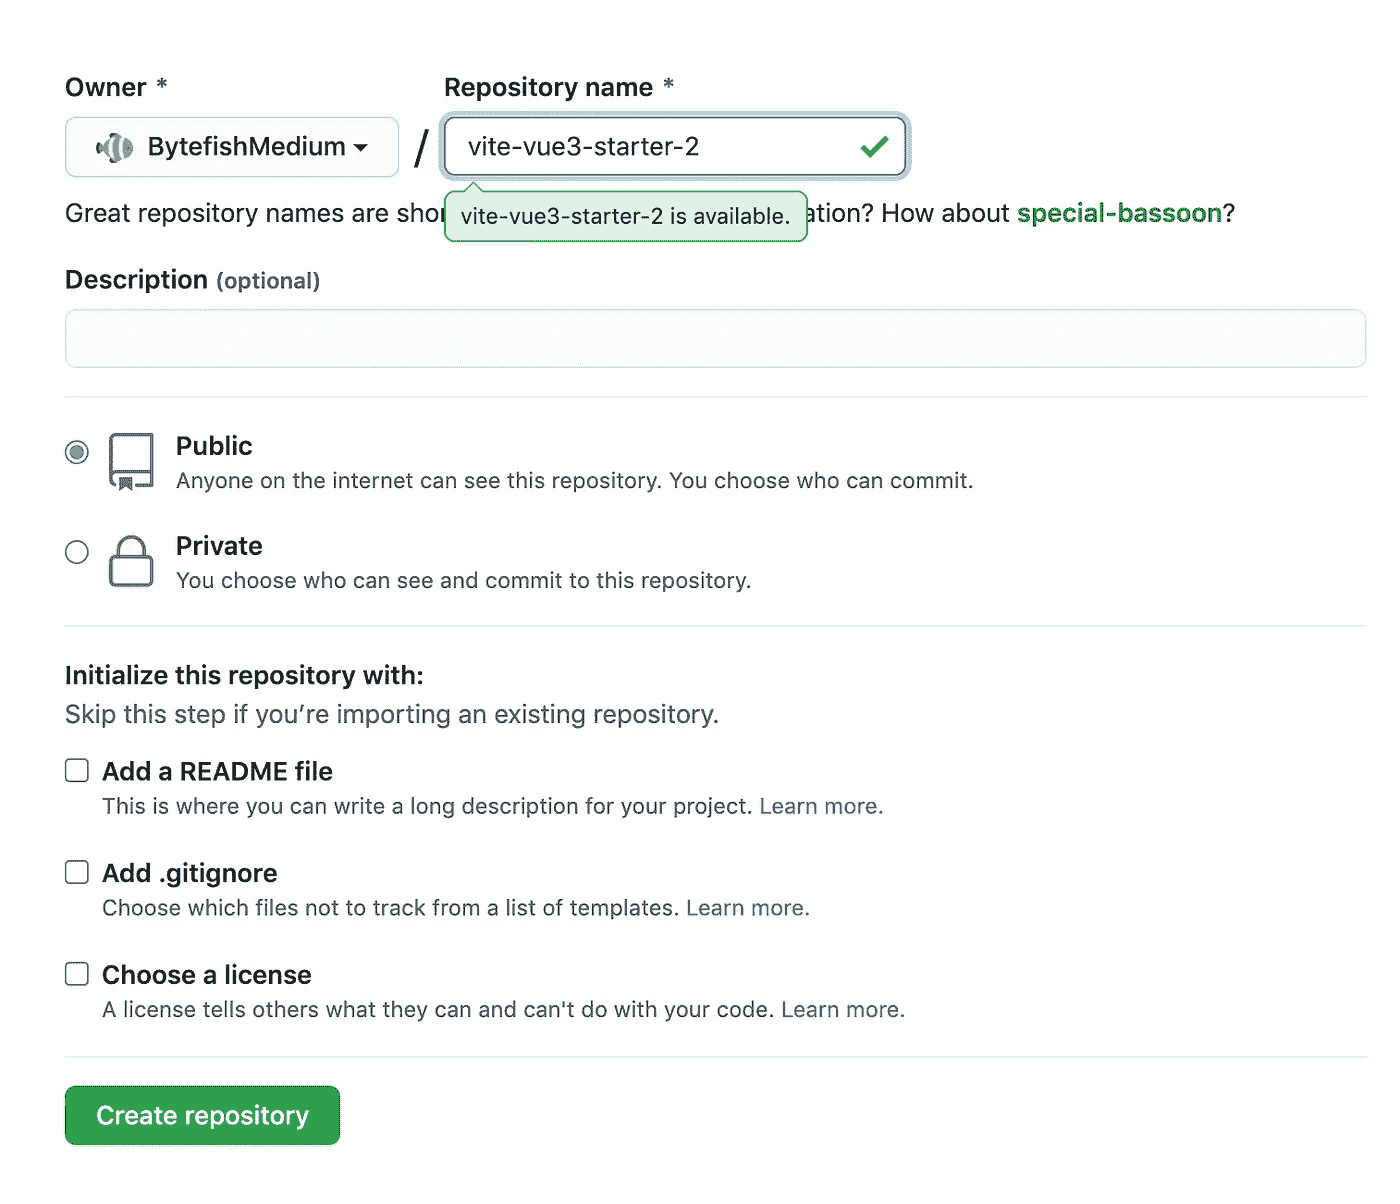 Owner *
Repository name *
BytefishMedium
/
vite-vue3-starter-2
Great repository names are ation? How about special-bassoon?
vite-vue3-starter-2 is available.
Description (optional)
Public
Anyone on the internet can see this repository. You choose who can commit.
Private
You choose who can see and commit to this repository.
Initialize this repository with:
Skip this step if you’re importing an existing repository.
Add a README file
This is where you can write a long description for your project. Learn more.
Add .gitignore
Choose which files not to track from a list of templates. Learn more.
Choose a license
A license tells others what they can and can't do with your code. Learn more.
Create repository